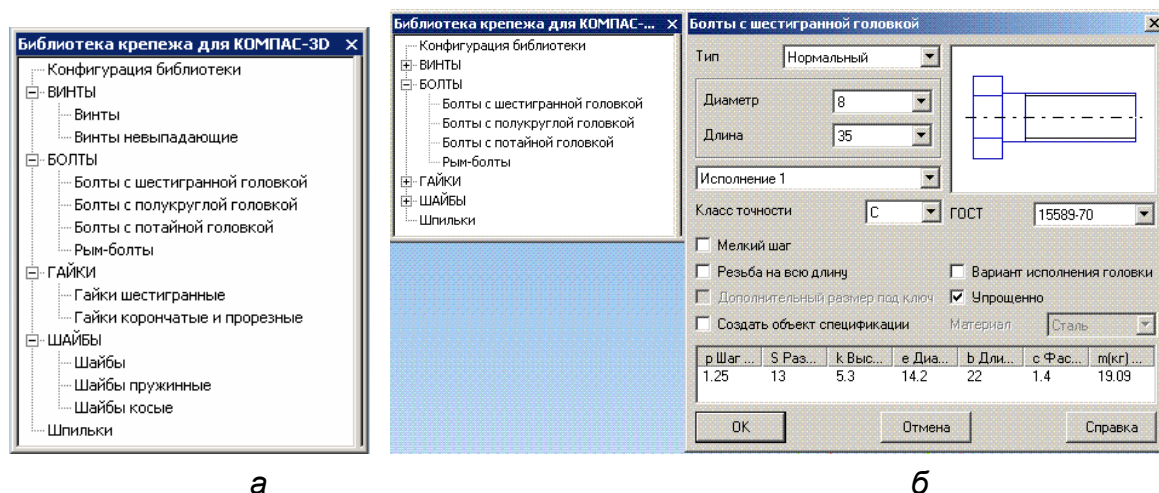 Библиотека крепежа для КОМПАС-3D
Конфигурация библиотеки
ВИНТЫ
Винты
Винты невыпадающие
БОЛТЫ
Болты с шестигранной головкой
Болты с полукруглой головкой
Болты с потайной головкой
Рым-болты
ГАЙКИ
Гайки шестигранные
Гайки корончатые и прорезные
ШАЙБЫ
Шайбы
Шайбы пружинные
Шайбы косые
Шпильки
а
Библиотека крепежа для КОМПАС-...
Конфигурация библиотеки
ВИНТЫ
БОЛТЫ
Болты с шестигранной головкой
Болты с полукруглой головкой
Болты с потайной головкой
Рым-болты
ГАЙКИ
ШАЙБЫ
Шпильки
Болты с шестигранной головкой
Тип Нормальный
Диаметр 8
Длина 35
Исполнение 1
Класс точности C ГОСТ 15589-70
Мелкий шаг
Резьба на всю длину Вариант исполнения головки
Дополнительный размер под ключ Упрощенно
Создать объект спецификации Материал Сталь
p Шаг ... S Раз... k Выс... e Диа... b Дли... c Фас... m(кг) ...
1.25 13 5.3 14.2 22 1.4 19.09
OK Отмена Справка
б